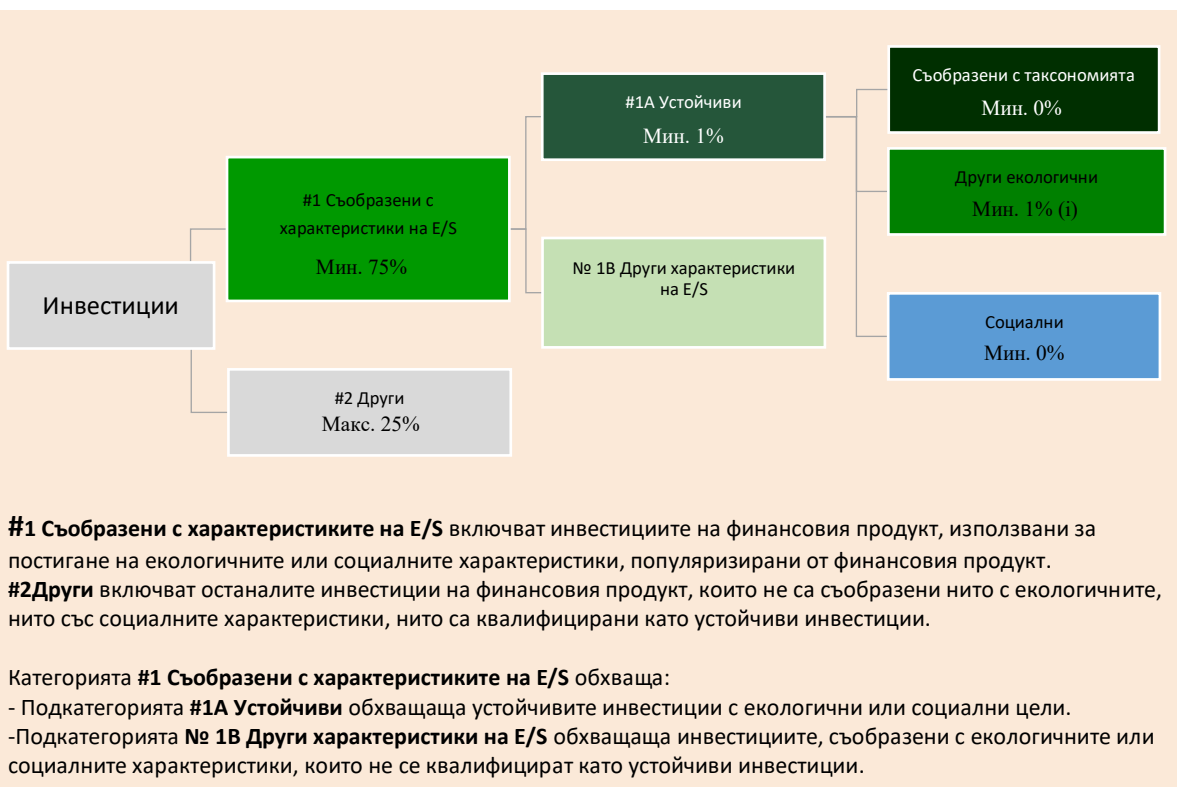 Инвестиции
#1 Съобразени с
характеристики на E/S
Мин. 75%
#2 Други
Макс. 25%
#1A Устойчиви
Мин. 1%
№ 1B Други характеристики
на E/S
Съобразени с таксономията
Мин. 0%
Други екологични
Мин. 1% (i)
Социални
Мин. 0%
#1 Съобразени с характеристиките на E/S включват инвестициите на финансовия продукт, използвани за
постигане на екологичните или социалните характеристики, популяризирани от финансовия продукт.
#2Други включват останалите инвестиции на финансовия продукт, които не са съобразени нито с екологичните,
нито със социалните характеристики, нито са квалифицирани като устойчиви инвестиции.
Категорията #1 Съобразени с характеристиките на E/S обхваща:
- Подкатегорията #1A Устойчиви обхващаща устойчивите инвестиции с екологични или социални цели.
-Подкатегорията № 1B Други характеристики на E/S обхващаща инвестициите, съобразени с екологичните или
социалните характеристики, които не се квалифицират като устойчиви инвестиции.